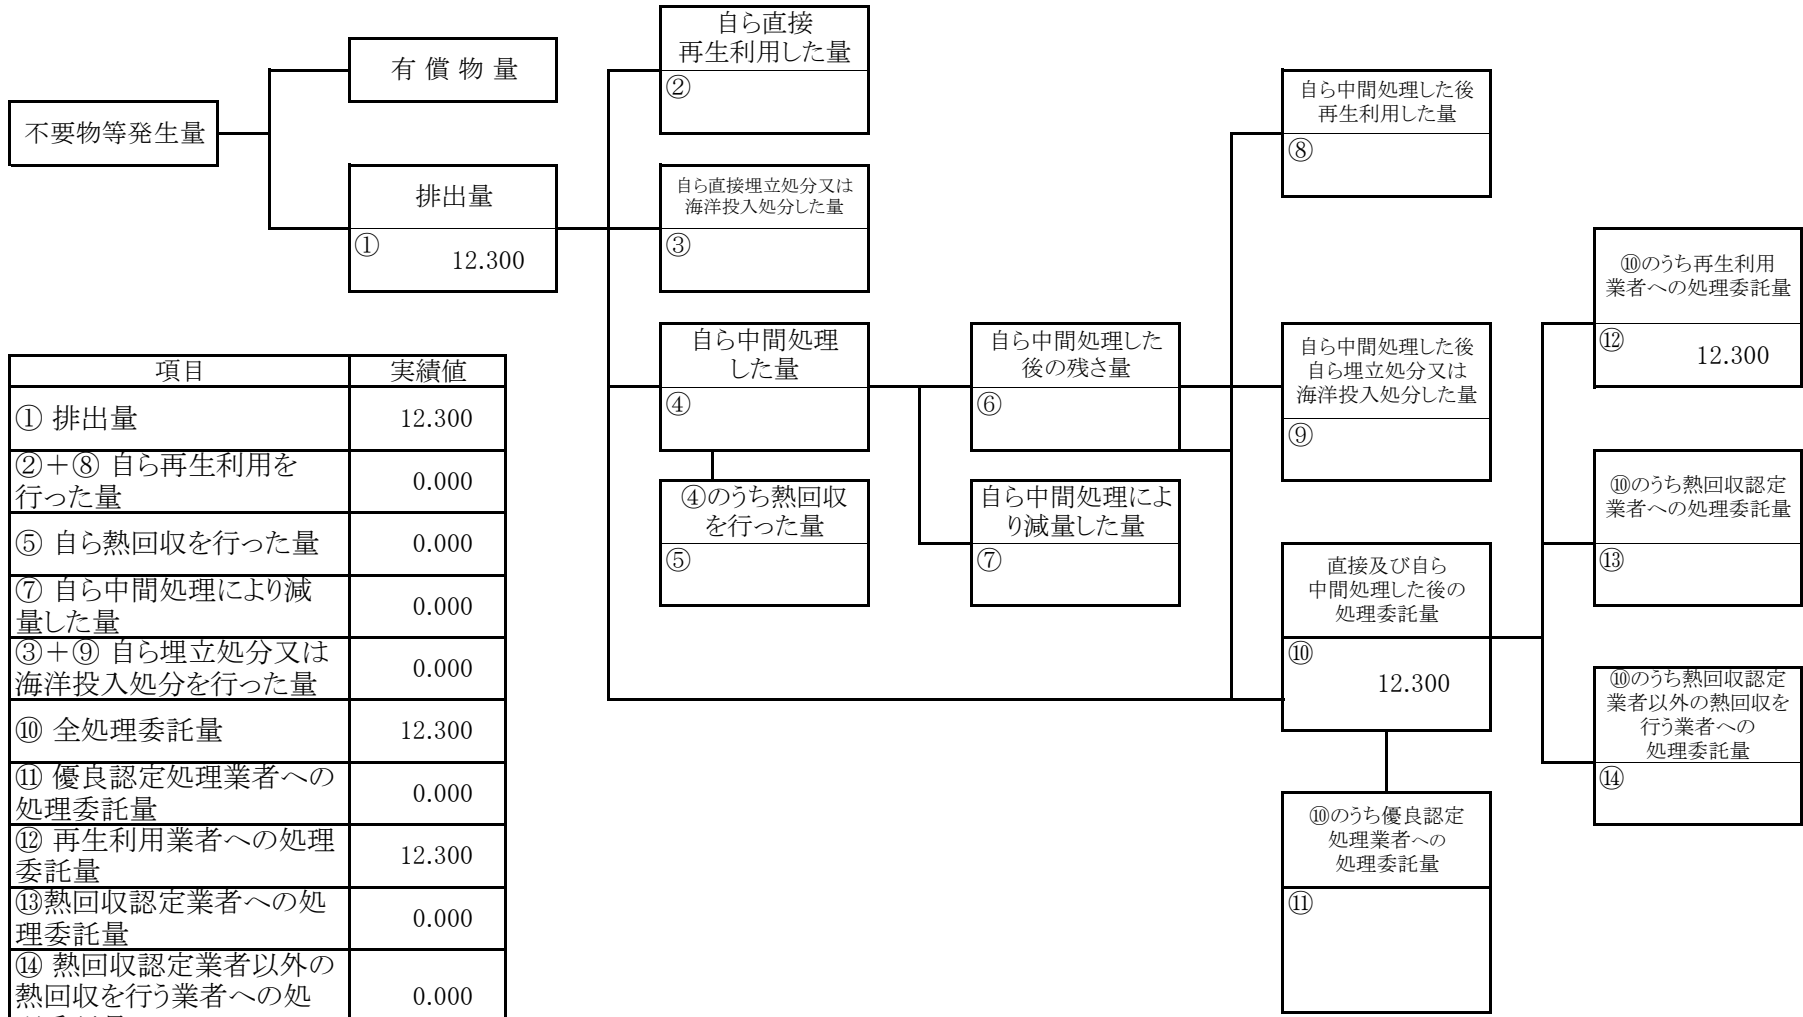 不要物等発生量
有 償 物 量
排出量
①
12.300
自ら直接
再生利用した量
②
自ら直接埋立処分又は
海洋投入処分した量
③
自ら中間処理
した量
④
④のうち熱回収
を行った量
⑤
自ら中間処理した
後の残さ量
⑥
自ら中間処理によ
り減量した量
⑦
自ら中間処理した後
再生利用した量
⑧
自ら中間処理した後
自ら埋立処分又は
海洋投入処分した量
⑨
直接及び自ら
中間処理した後の
処理委託量
⑩
12.300
⑩のうち優良認定
処理業者への
処理委託量
⑪
⑩のうち再生利用
業者への処理委託量
⑫
12.300
⑩のうち熱回収認定
業者への処理委託量
⑬
⑩のうち熱回収認定
業者以外の熱回収を
行う業者への
処理委託量
⑭
項目 実績値
① 排出量 12.300
②＋⑧ 自ら再生利用を
行った量 0.000
⑤ 自ら熱回収を行った量 0.000
⑦ 自ら中間処理により減
量した量 0.000
③＋⑨ 自ら埋立処分又は
海洋投入処分を行った量 0.000
⑩ 全処理委託量 12.300
⑪ 優良認定処理業者への
処理委託量 0.000
⑫ 再生利用業者への処理
委託量 12.300
⑬熱回収認定業者への処
理委託量 0.000
⑭ 熱回収認定業者以外の
熱回収を行う業者への処 0.000